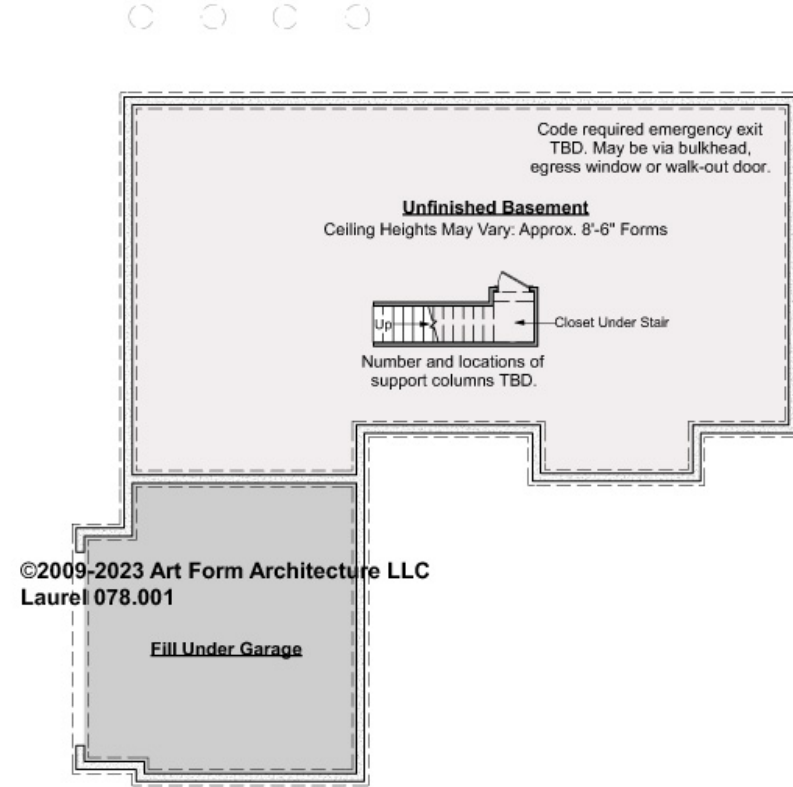 Code required emergency exit
TBD. May be via bulkhead,
egress window or walk-out door.
Unfinished Basement
Ceiling Heights May Vary: Approx. 8'-6" Forms
Up
Closet Under Stair
Number and locations of
support columns TBD.
©2009-2023 Art Form Architecture LLC
Laurel 078.001
Fill Under Garage